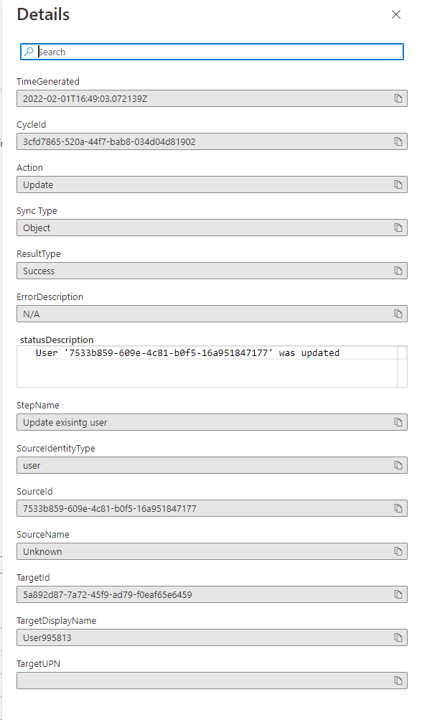 Details
Search
TimeGenerated
2022-02-01T16:49:03.072139Z
CycleId
3cfd7865-520a-44f7-bab8-034d04d81902
Action
Update
Sync Type
Object
ResultType
Success
ErrorDescription
N/A
statusDescription
User '7533b859-609e-4c81-b0f5-16a951847177' was updated
StepName
Update exisintg user
SourceIdentityType
user
SourceId
7533b859-609e-4c81-b0f5-16a951847177
SourceName
Unknown
TargetId
5a892d87-7a72-45f9-ad79-f0eaf65e6459
TargetDisplayName
User995813
TargetUPN